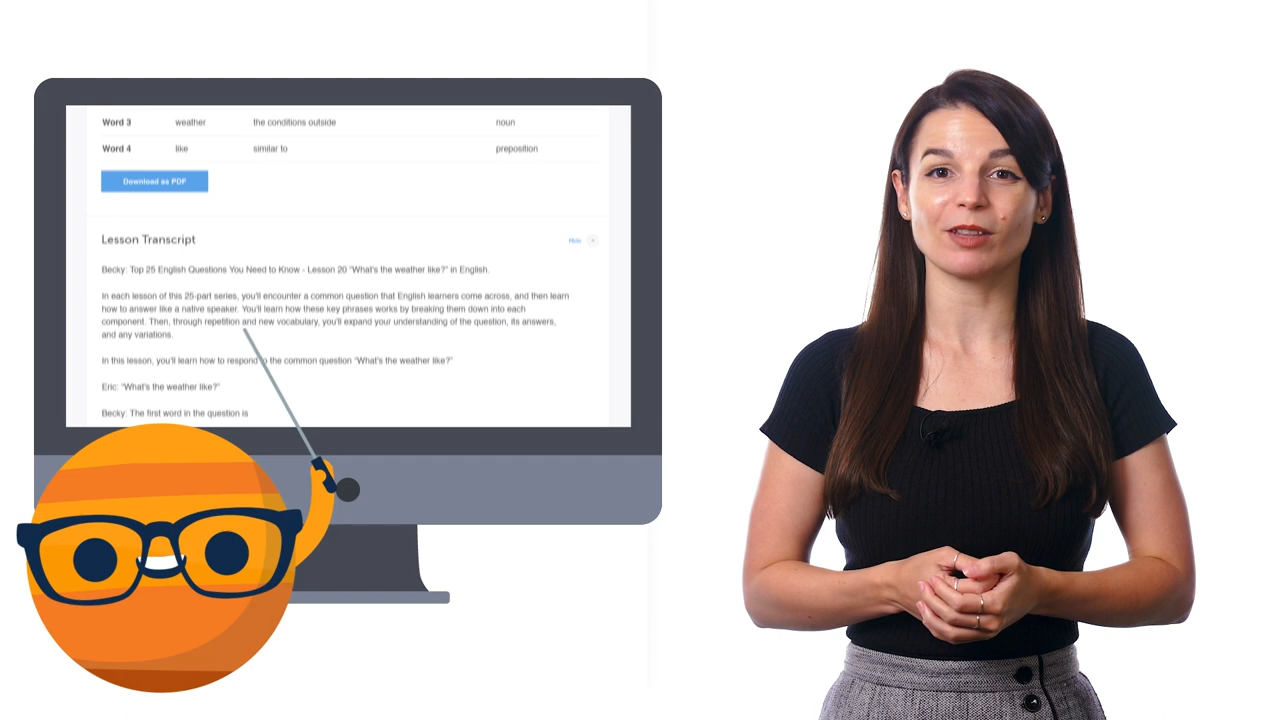 Word 3 weather the conditions outside noun
Word 4 like similar to preposition
Download as PDF
Lesson Transcript Hide
Becky: Top 25 English Questions You Need to Know - Lesson 20 "What's the weather like?" in English.
In each lesson of this 25-part series, you'll encounter a common question that English learners come across, and then learn
how to answer like a native speaker. You'll learn how these key phrases works by breaking them down into each
component. Then, through repetition and new vocabulary, you'll expand your understanding of the question, its answers,
and any variations.
In this lesson, you'll learn how to respond to the common question "What's the weather like?"
Eric: "What's the weather like?"
Becky: The first word in the question is